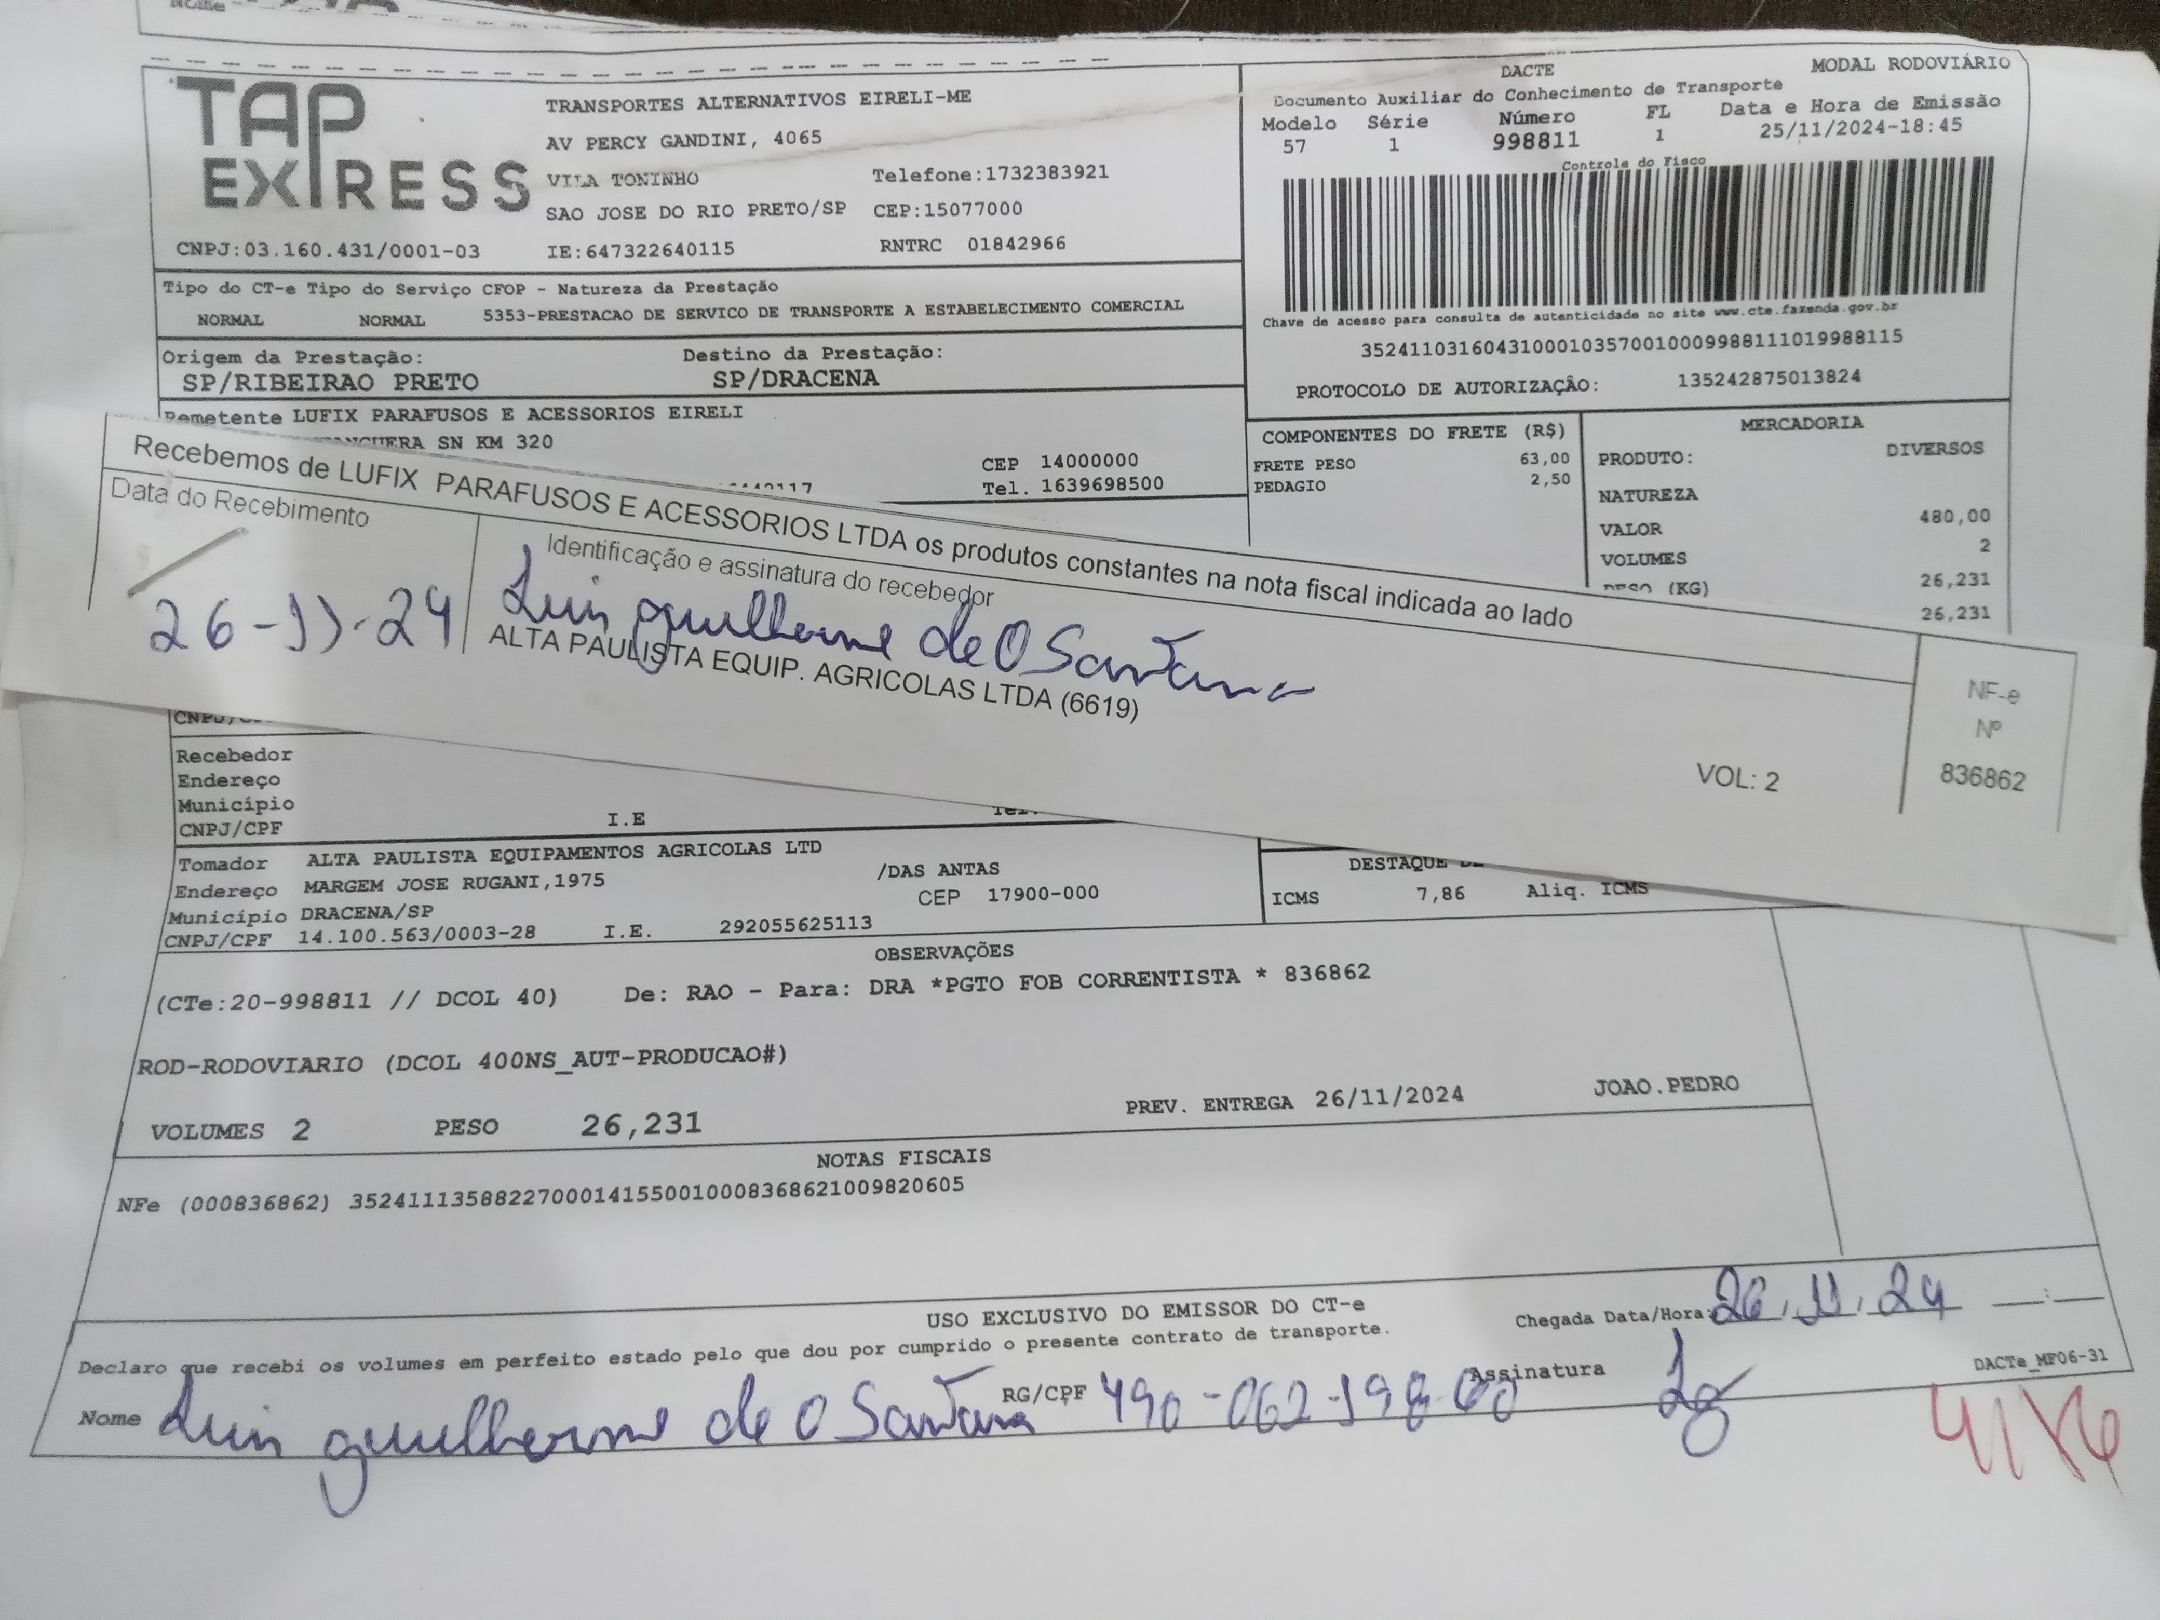 TAP EXPRESS
TRANSPORTES ALTERNATIVOS EIRELI-ME
AV PERCY GANDINI, 4065
VILA TONINHO Telefone:1732383921
SAO JOSE DO RIO PRETO/SP CEP:15077000
CNPJ:03.160.431/0001-03 IE:647322640115 RNTRC 01842966
DACTE MODAL RODOVIÁRIO
Documento Auxiliar do Conhecimento de Transporte
Modelo Série Número FL Data e Hora de Emissão
57 1 998811 1 25/11/2024-18:45
Controle do Fisco
Chave de acesso para consulta de autenticidade no site www.cte.fazenda.gov.br
35241103160431000103570010009988111019988115
PROTOCOLO DE AUTORIZAÇÃO: 135242875013824
Tipo do CT-e Tipo do Serviço CFOP - Natureza da Prestação
NORMAL NORMAL 5353-PRESTACAO DE SERVICO DE TRANSPORTE A ESTABELECIMENTO COMERCIAL
Origem da Prestação: Destino da Prestação:
SP/RIBEIRAO PRETO SP/DRACENA
Remetente LUFIX PARAFUSOS E ACESSORIOS EIRELI
SN KM 320
CEP 14000000
Tel. 1639698500
COMPONENTES DO FRETE (R$)
FRETE PESO 63,00
PEDAGIO 2,50
MERCADORIA
PRODUTO: DIVERSOS
NATUREZA
VALOR 480,00
VOLUMES 2
PESO (KG) 26,231
26,231
Recebemos de LUFIX PARAFUSOS E ACESSORIOS LTDA os produtos constantes na nota fiscal indicada ao lado
Data do Recebimento Identificação e assinatura do recebedor
26-11-24 Luis guilherme de O Santana
ALTA PAULISTA EQUIP. AGRICOLAS LTDA (6619)
NF-e
Nº
836862
VOL: 2
Recebedor
Endereço
Município
CNPJ/CPF I.E Tel.
Tomador ALTA PAULISTA EQUIPAMENTOS AGRICOLAS LTD
Endereço MARGEM JOSE RUGANI,1975 /DAS ANTAS
Município DRACENA/SP CEP 17900-000
CNPJ/CPF 14.100.563/0003-28 I.E. 292055625113
DESTAQUE
ICMS 7,86 Aliq. ICMS
OBSERVAÇÕES
(CTe:20-998811 // DCOL 40) De: RAO - Para: DRA *PGTO FOB CORRENTISTA * 836862
ROD-RODOVIARIO (DCOL 400NS_AUT-PRODUCAO#)
VOLUMES 2 PESO 26,231 PREV. ENTREGA 26/11/2024 JOAO.PEDRO
NOTAS FISCAIS
NFe (000836862) 35241113588227000141550010008368621009820605
USO EXCLUSIVO DO EMISSOR DO CT-e
Declaro que recebi os volumes em perfeito estado pelo que dou por cumprido o presente contrato de transporte.
Chegada Data/Hora: 26/11/24
Nome Luis guilherme de O Santana RG/CPF 490-062-198-60 Assinatura
DACTe_MF06-31